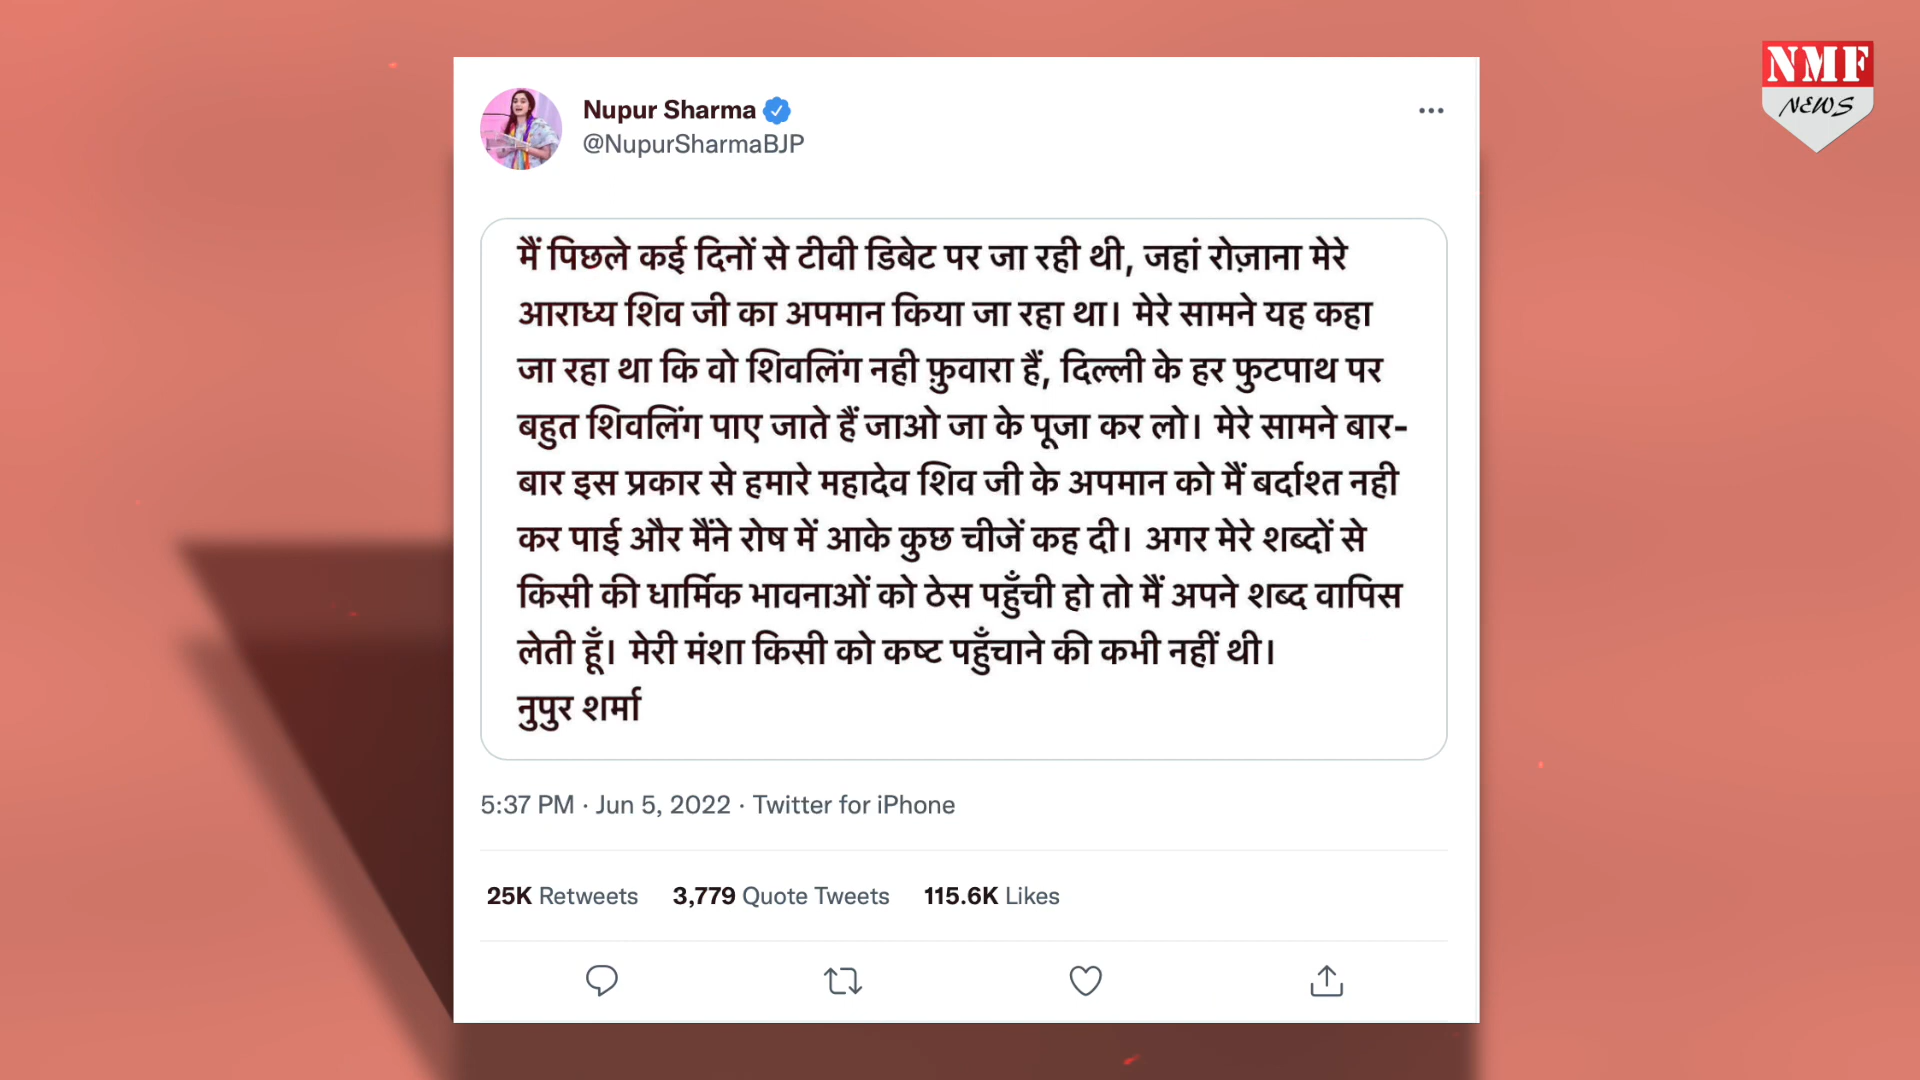 NMF
NEWS
Nupur Sharma
@NupurSharmaBJP
मैं पिछले कई दिनों से टीवी डिबेट पर जा रही थी, जहां रोज़ाना मेरे
आराध्य शिव जी का अपमान किया जा रहा था। मेरे सामने यह कहा
जा रहा था कि वो शिवलिंग नही फ़ुवारा हैं, दिल्ली के हर फुटपाथ पर
बहुत शिवलिंग पाए जाते हैं जाओ जा के पूजा कर लो। मेरे सामने बार-
बार इस प्रकार से हमारे महादेव शिव जी के अपमान को मैं बर्दाश्त नही
कर पाई और मैंने रोष में आके कुछ चीजें कह दी। अगर मेरे शब्दों से
किसी की धार्मिक भावनाओं को ठेस पहुँची हो तो मैं अपने शब्द वापिस
लेती हूँ। मेरी मंशा किसी को कष्ट पहुँचाने की कभी नहीं थी।
नुपुर शर्मा
5:37 PM · Jun 5, 2022 · Twitter for iPhone
25K Retweets 3,779 Quote Tweets 115.6K Likes